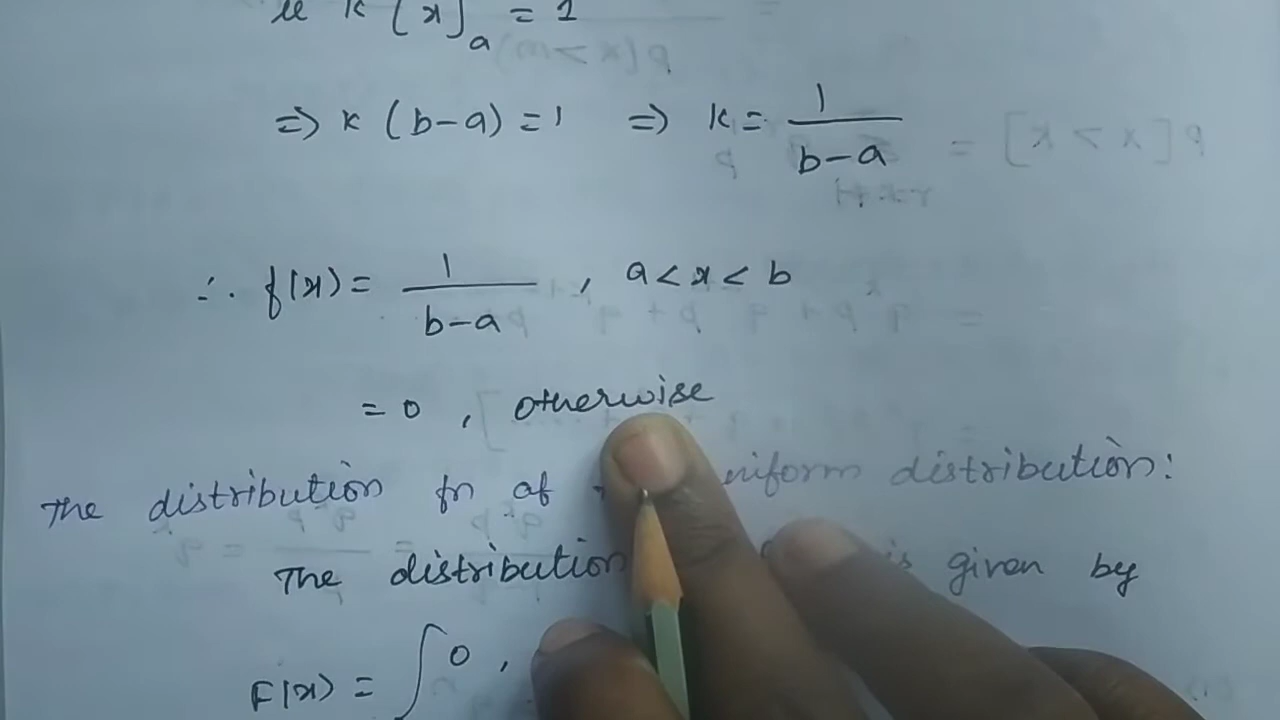 ie k [x]a = 1
=> k (b-a) = 1 => k = 1/(b-a)
∴ f(x) = 1/(b-a) , a < x < b
= 0 , otherwise
The distribution fn of uniform distribution:
The distribution is given by
F(x) = ∫ 0 ,